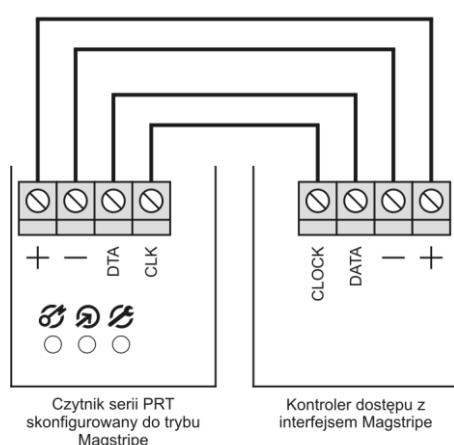 + − DTA CLK
CLOCK DATA − +
Czytnik serii PRT
skonfigurowany do trybu
Magstripe
Kontroler dostępu z
interfejsem Magstripe